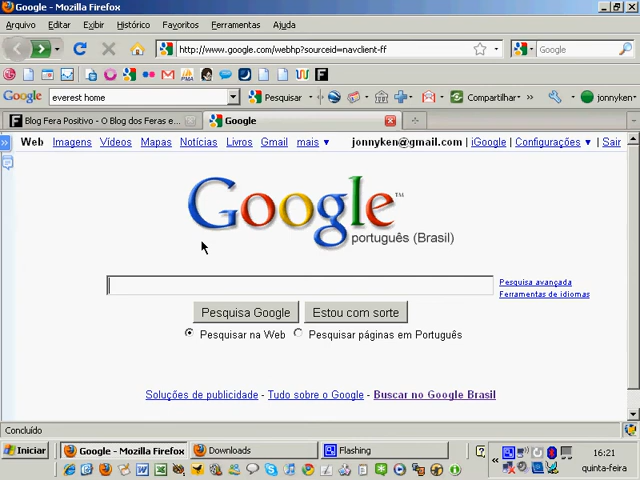 Google - Mozilla Firefox
Arquivo Editar Exibir Histórico Favoritos Ferramentas Ajuda
http://www.google.com/webhp?sourceid=navclient-ff Google
Google everest home Pesquisar Compartilhar jonnyken
Blog Fera Positivo - O Blog dos Feras e... Google
Web Imagens Vídeos Mapas Notícias Livros Gmail mais ▼ jonnyken@gmail.com | iGoogle | Configurações ▼ | Sair
Google™
português (Brasil)
Pesquisa avançada
Ferramentas de idiomas
Pesquisa Google Estou com sorte
Pesquisar na Web Pesquisar páginas em Português
Soluções de publicidade - Tudo sobre o Google - Buscar no Google Brasil
Concluído
Iniciar Google - Mozilla Firefox Downloads Flashing 16:21
quinta-feira